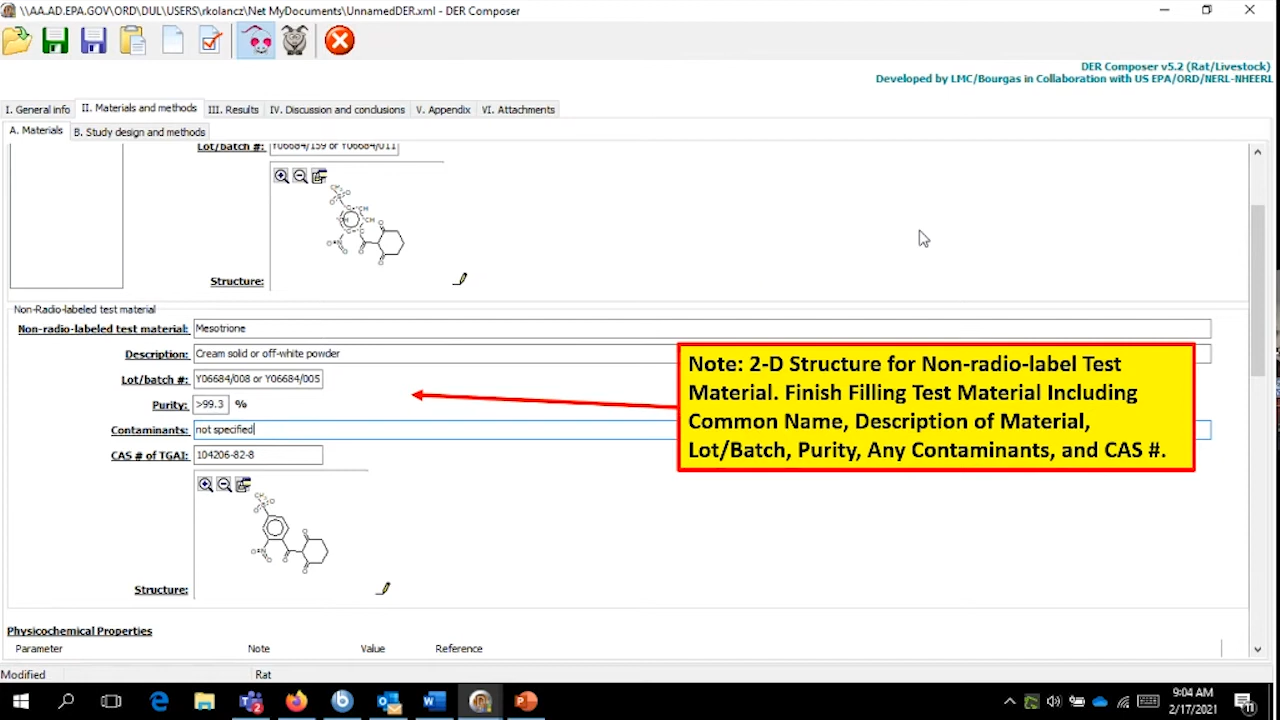 \\AA.AD.EPA.GOV\ORD\DUL\USERS\rkolancz\Net MyDocuments\UnnamedDER.xml - DER Composer
DER Composer v5.2 (Rat/Livestock)
Developed by LMC/Bourgas in Collaboration with US EPA/ORD/NERL-NHEERL
I. General info II. Materials and methods III. Results IV. Discussion and conclusions V. Appendix VI. Attachments
A. Materials B. Study design and methods
Lot/batch #: Y06684/159 or Y06684/011
Structure:
Non-Radio-labeled test material
Non-radio-labeled test material: Mesotrione
Description: Cream solid or off-white powder
Lot/batch #: Y06684/008 or Y06684/005
Purity: >99.3 %
Contaminants: not specified
CAS # of TGAI: 104206-82-8
Note: 2-D Structure for Non-radio-label Test
Material. Finish Filling Test Material Including
Common Name, Description of Material,
Lot/Batch, Purity, Any Contaminants, and CAS #.
Structure:
Physicochemical Properties
Parameter Note Value Reference
Modified Rat
9:04 AM
2/17/2021